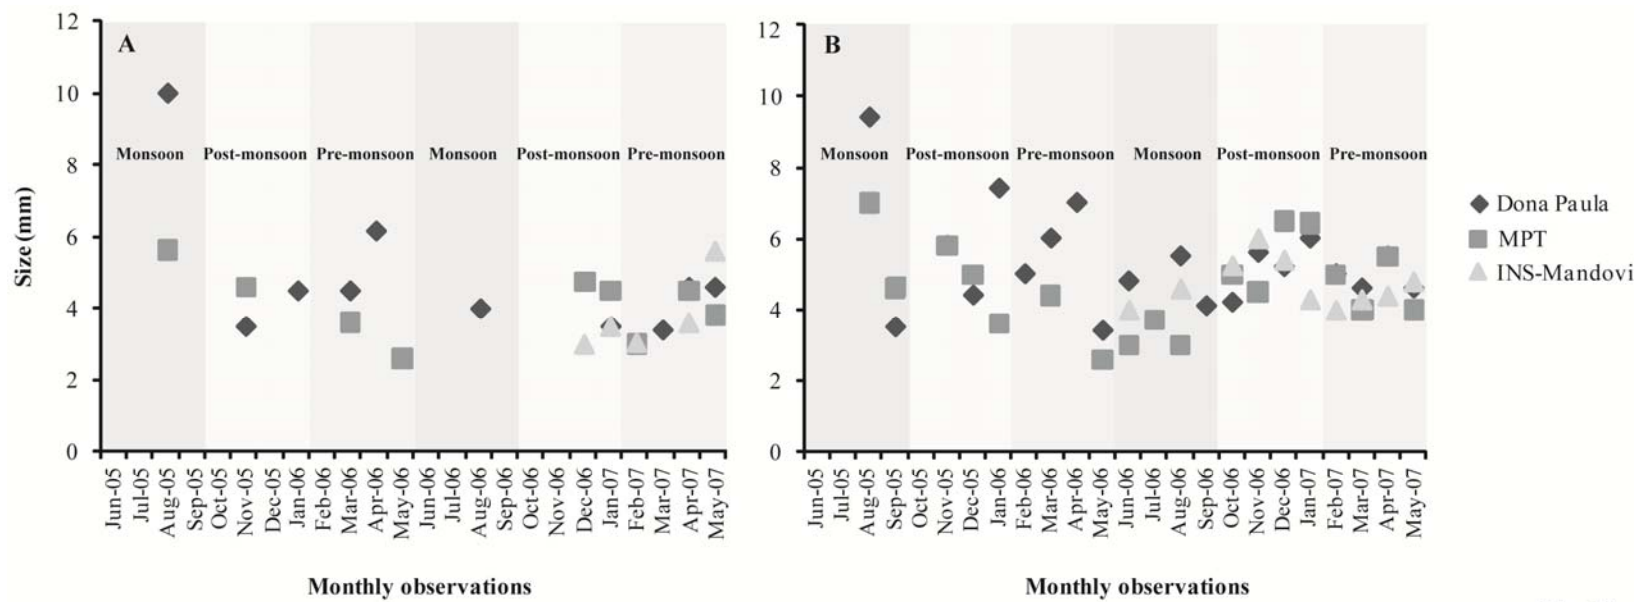 A
12
10
8
6
4
2
0
Size (mm)
Monsoon Post-monsoon Pre-monsoon Monsoon Post-monsoon Pre-monsoon
Jun-05
Jul-05
Aug-05
Sep-05
Oct-05
Nov-05
Dec-05
Jan-06
Feb-06
Mar-06
Apr-06
May-06
Jun-06
Jul-06
Aug-06
Sep-06
Oct-06
Nov-06
Dec-06
Jan-07
Feb-07
Mar-07
Apr-07
May-07
Monthly observations
B
12
10
8
6
4
2
0
Monsoon Post-monsoon Pre-monsoon Monsoon Post-monsoon Pre-monsoon
Jun-05
Jul-05
Aug-05
Sep-05
Oct-05
Nov-05
Dec-05
Jan-06
Feb-06
Mar-06
Apr-06
May-06
Jun-06
Jul-06
Aug-06
Sep-06
Oct-06
Nov-06
Dec-06
Jan-07
Feb-07
Mar-07
Apr-07
May-07
Monthly observations
Dona Paula
MPT
INS-Mandovi